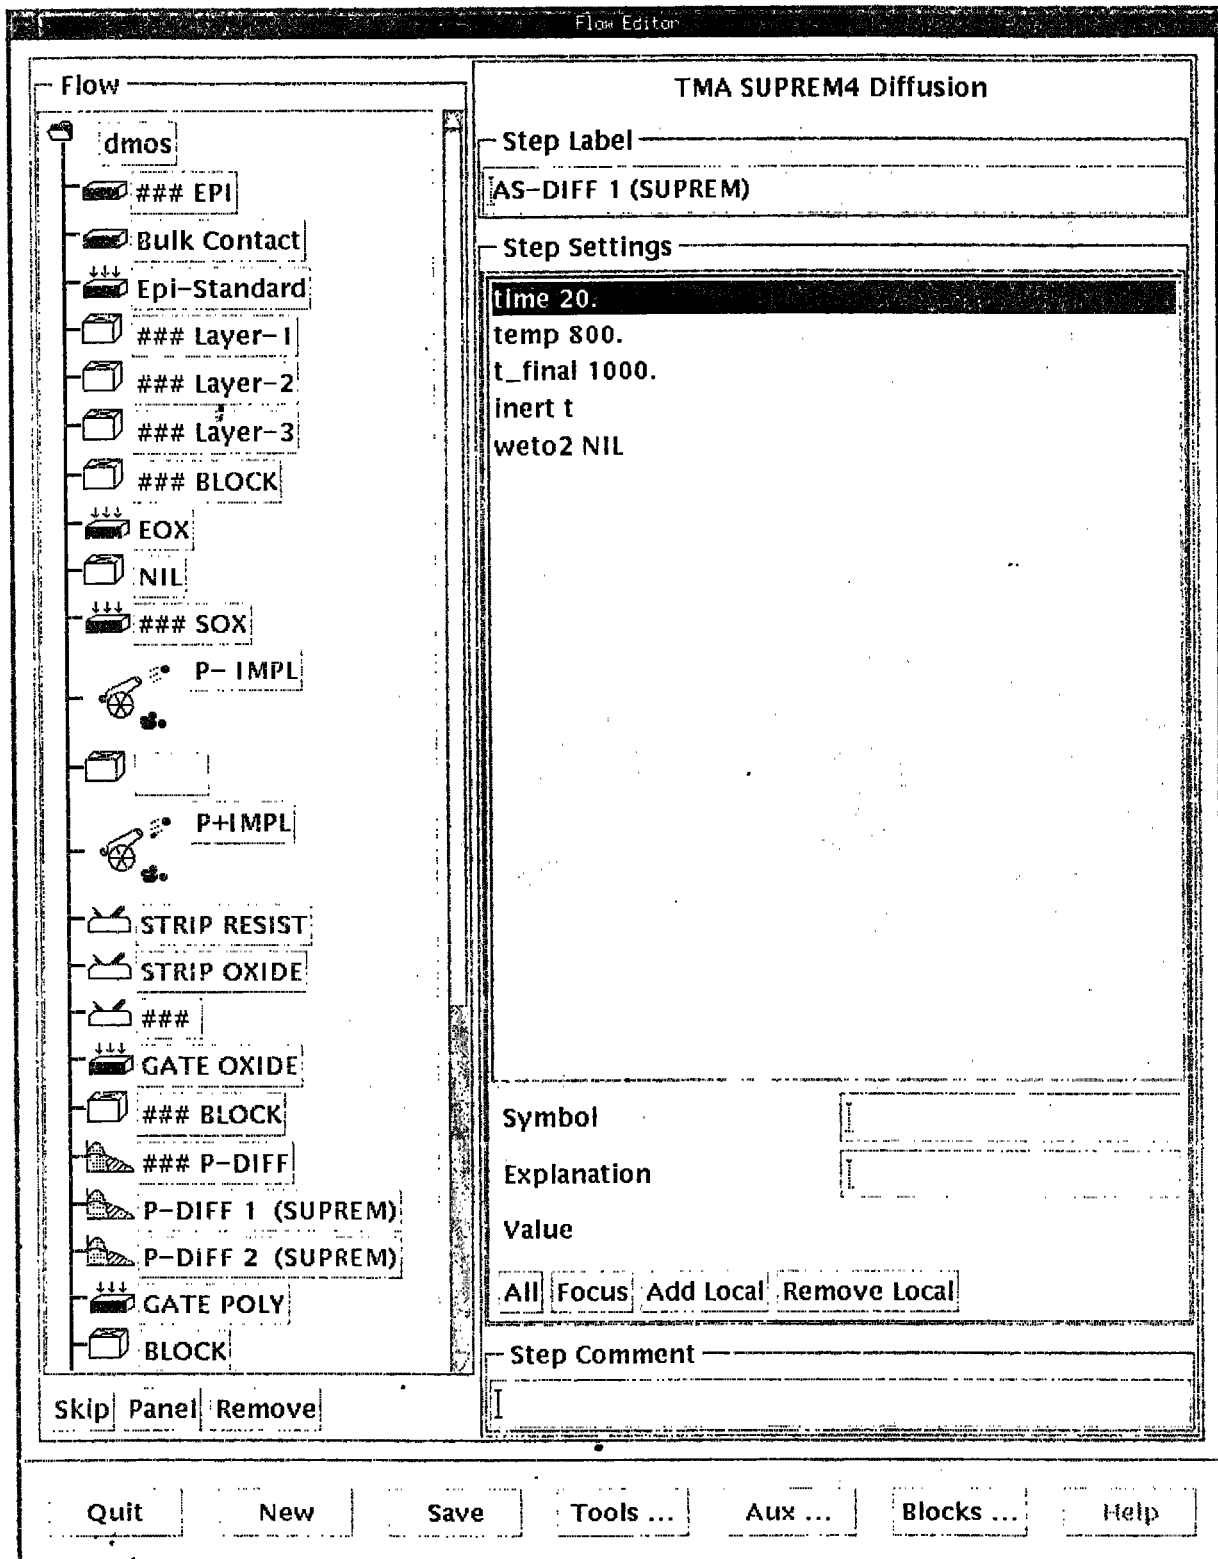 Flow Editor
Flow
dmos
### EPI
Bulk Contact
Epi-Standard
### Layer-1
### Layer-2
### Layer-3
### BLOCK
EOX
NIL
### SOX
P- IMPL
P+IMPL
STRIP RESIST
STRIP OXIDE
###
GATE OXIDE
### BLOCK
### P-DIFF
P-DIFF 1 (SUPREM)
P-DIFF 2 (SUPREM)
GATE POLY
BLOCK
Skip Panel Remove
TMA SUPREM4 Diffusion
Step Label
AS-DIFF 1 (SUPREM)
Step Settings
time 20.
temp 800.
t_final 1000.
inert t
weto2 NIL
Symbol
Explanation
Value
All Focus Add Local Remove Local
Step Comment
Quit New Save Tools ... Aux ... Blocks ... Help